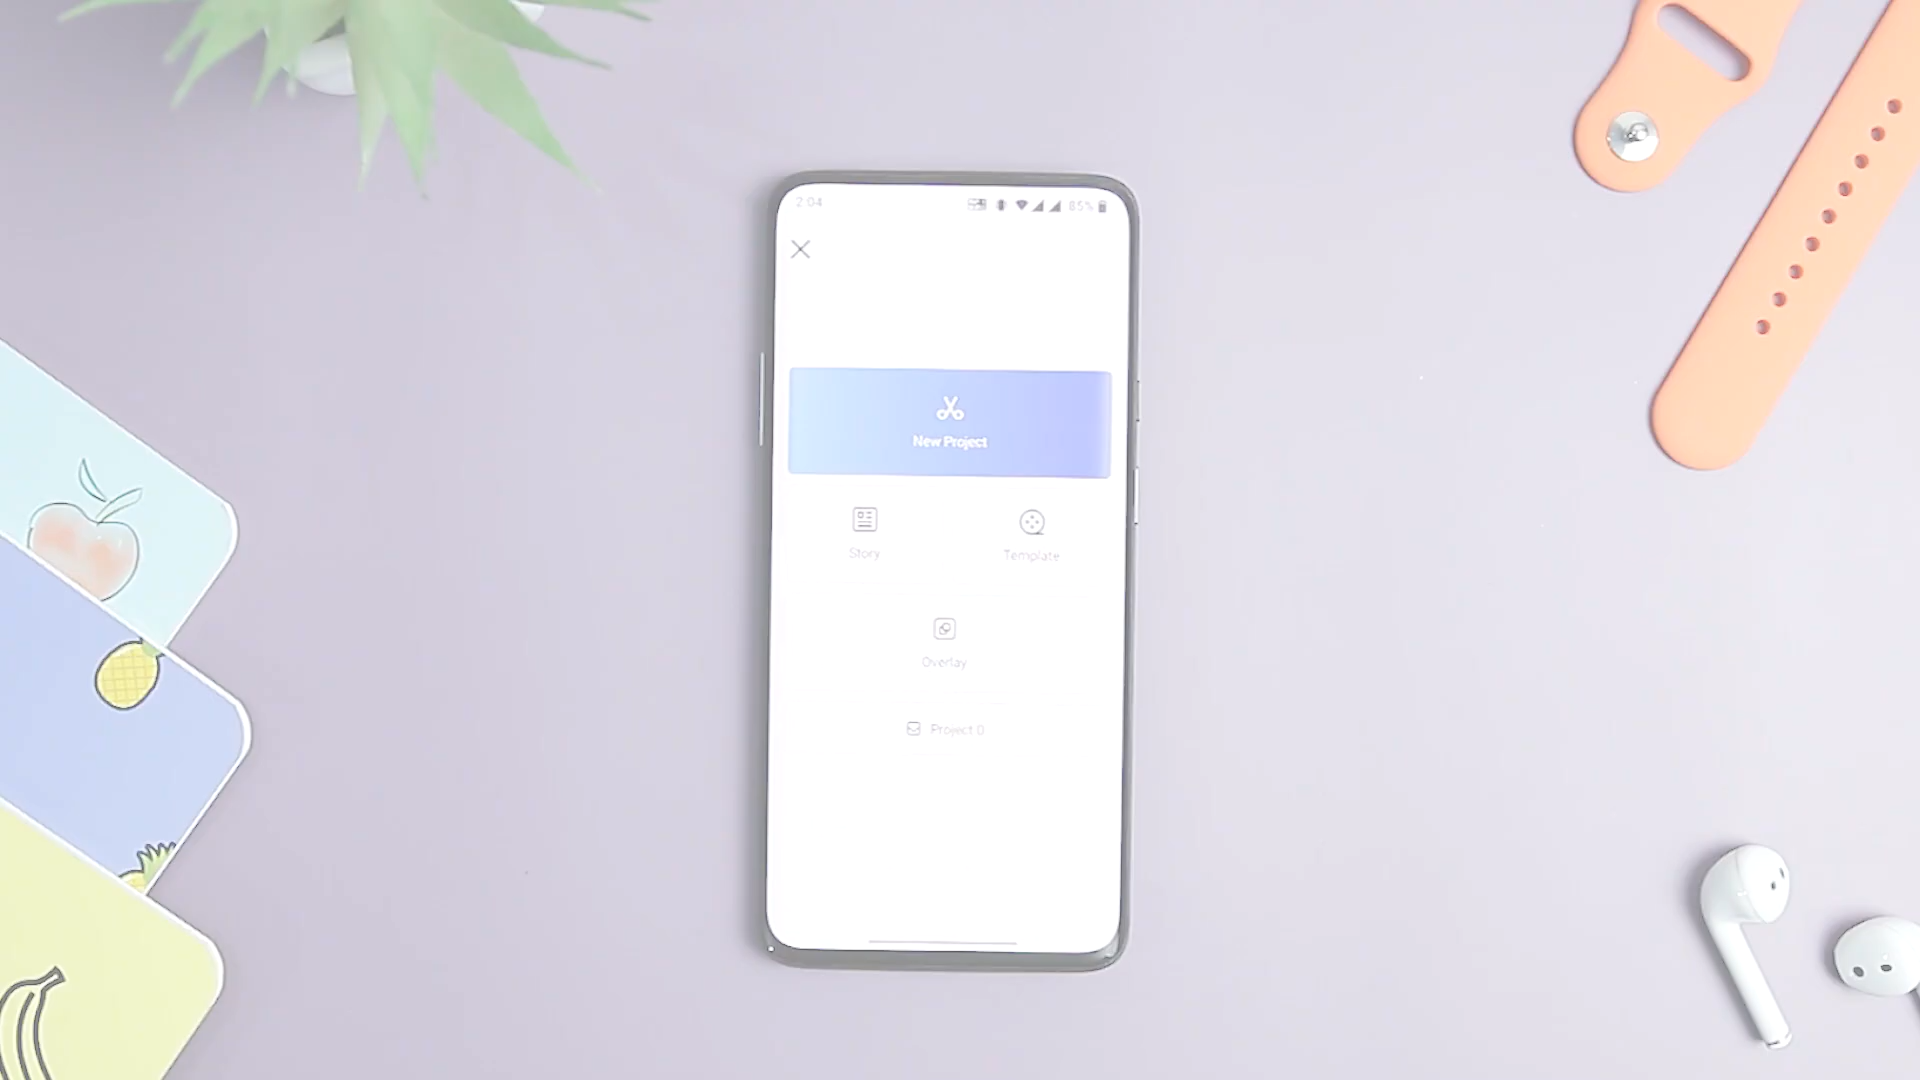 2:04
85%
New Project
Story
Template
Overlay
Project 0